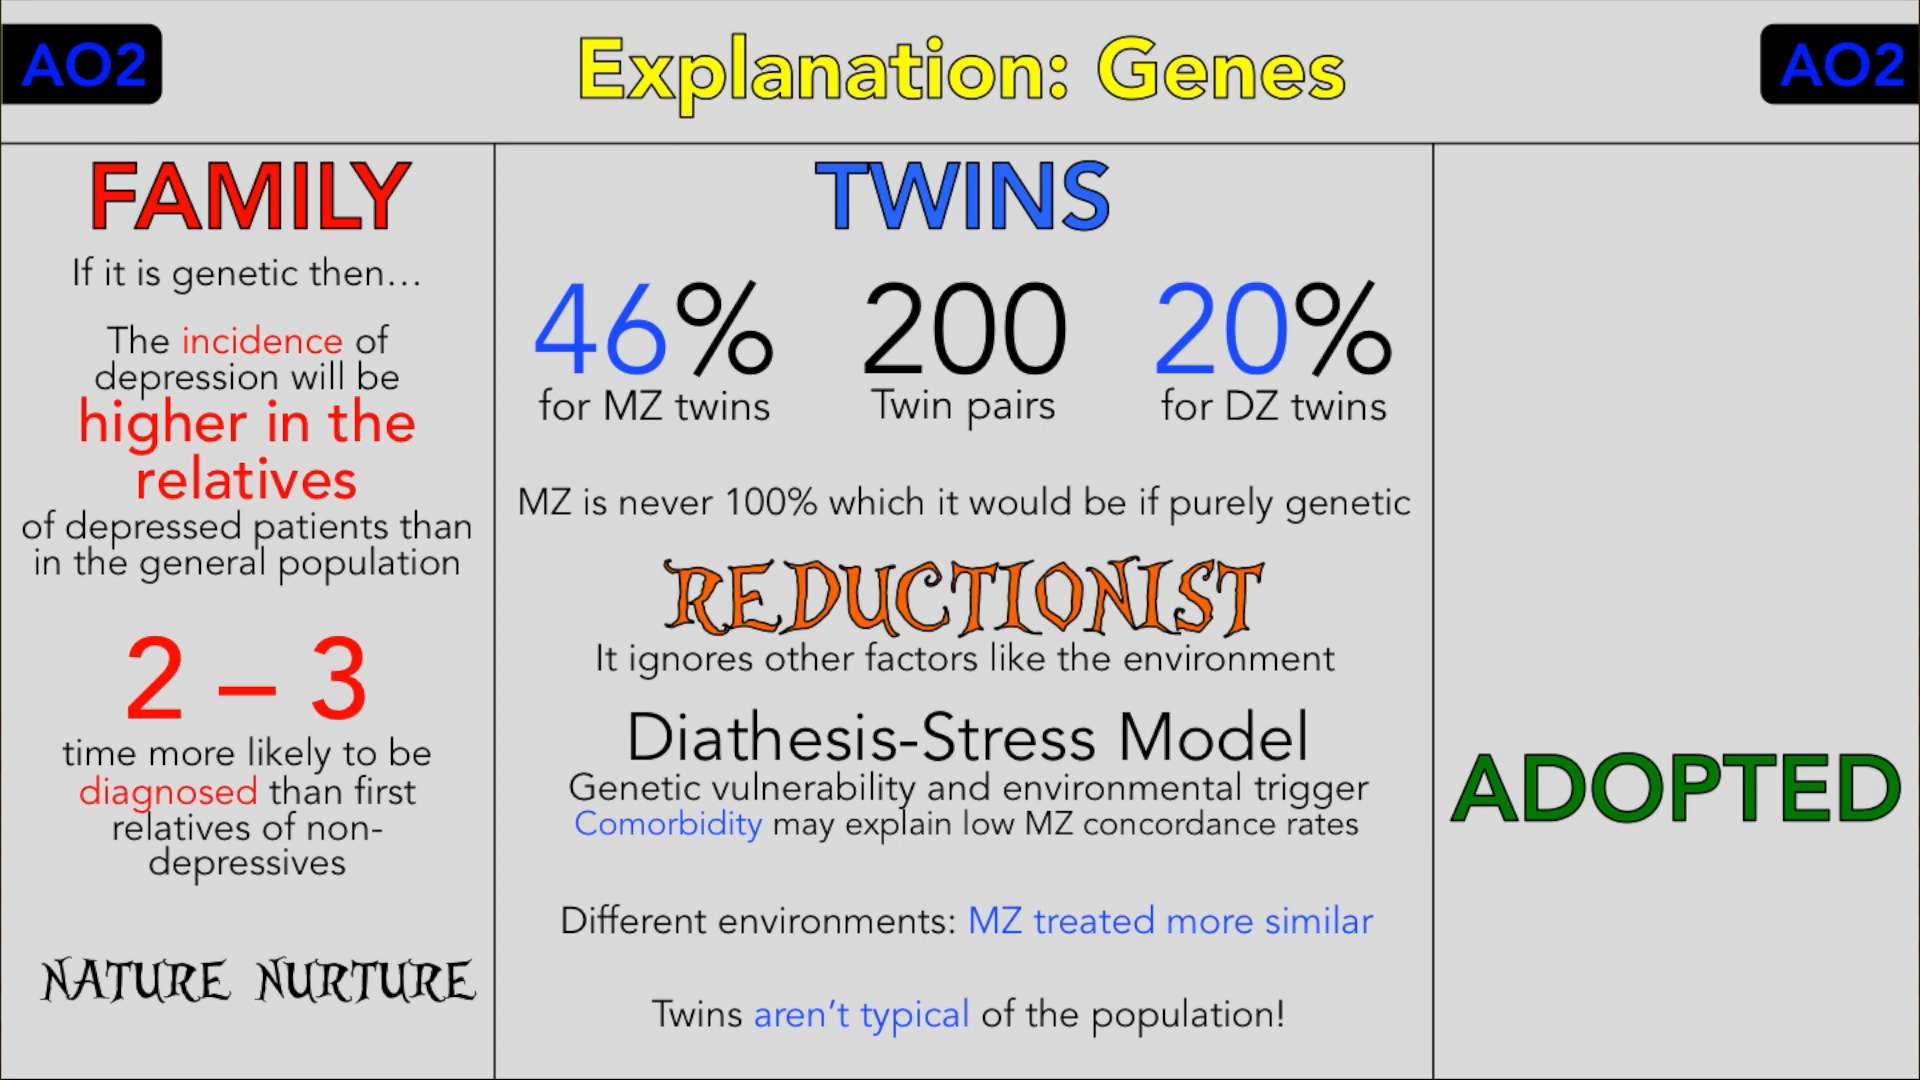 AO2
Explanation: Genes
AO2
FAMILY
If it is genetic then...
The incidence of
depression will be
higher in the
relatives
of depressed patients than
in the general population
2 – 3
time more likely to be
diagnosed than first
relatives of non-
depressives
NATURE NURTURE
TWINS
46% 200 20%
for MZ twins Twin pairs for DZ twins
MZ is never 100% which it would be if purely genetic
REDUCTIONIST
It ignores other factors like the environment
Diathesis-Stress Model
Genetic vulnerability and environmental trigger
Comorbidity may explain low MZ concordance rates
Different environments: MZ treated more similar
Twins aren't typical of the population!
ADOPTED